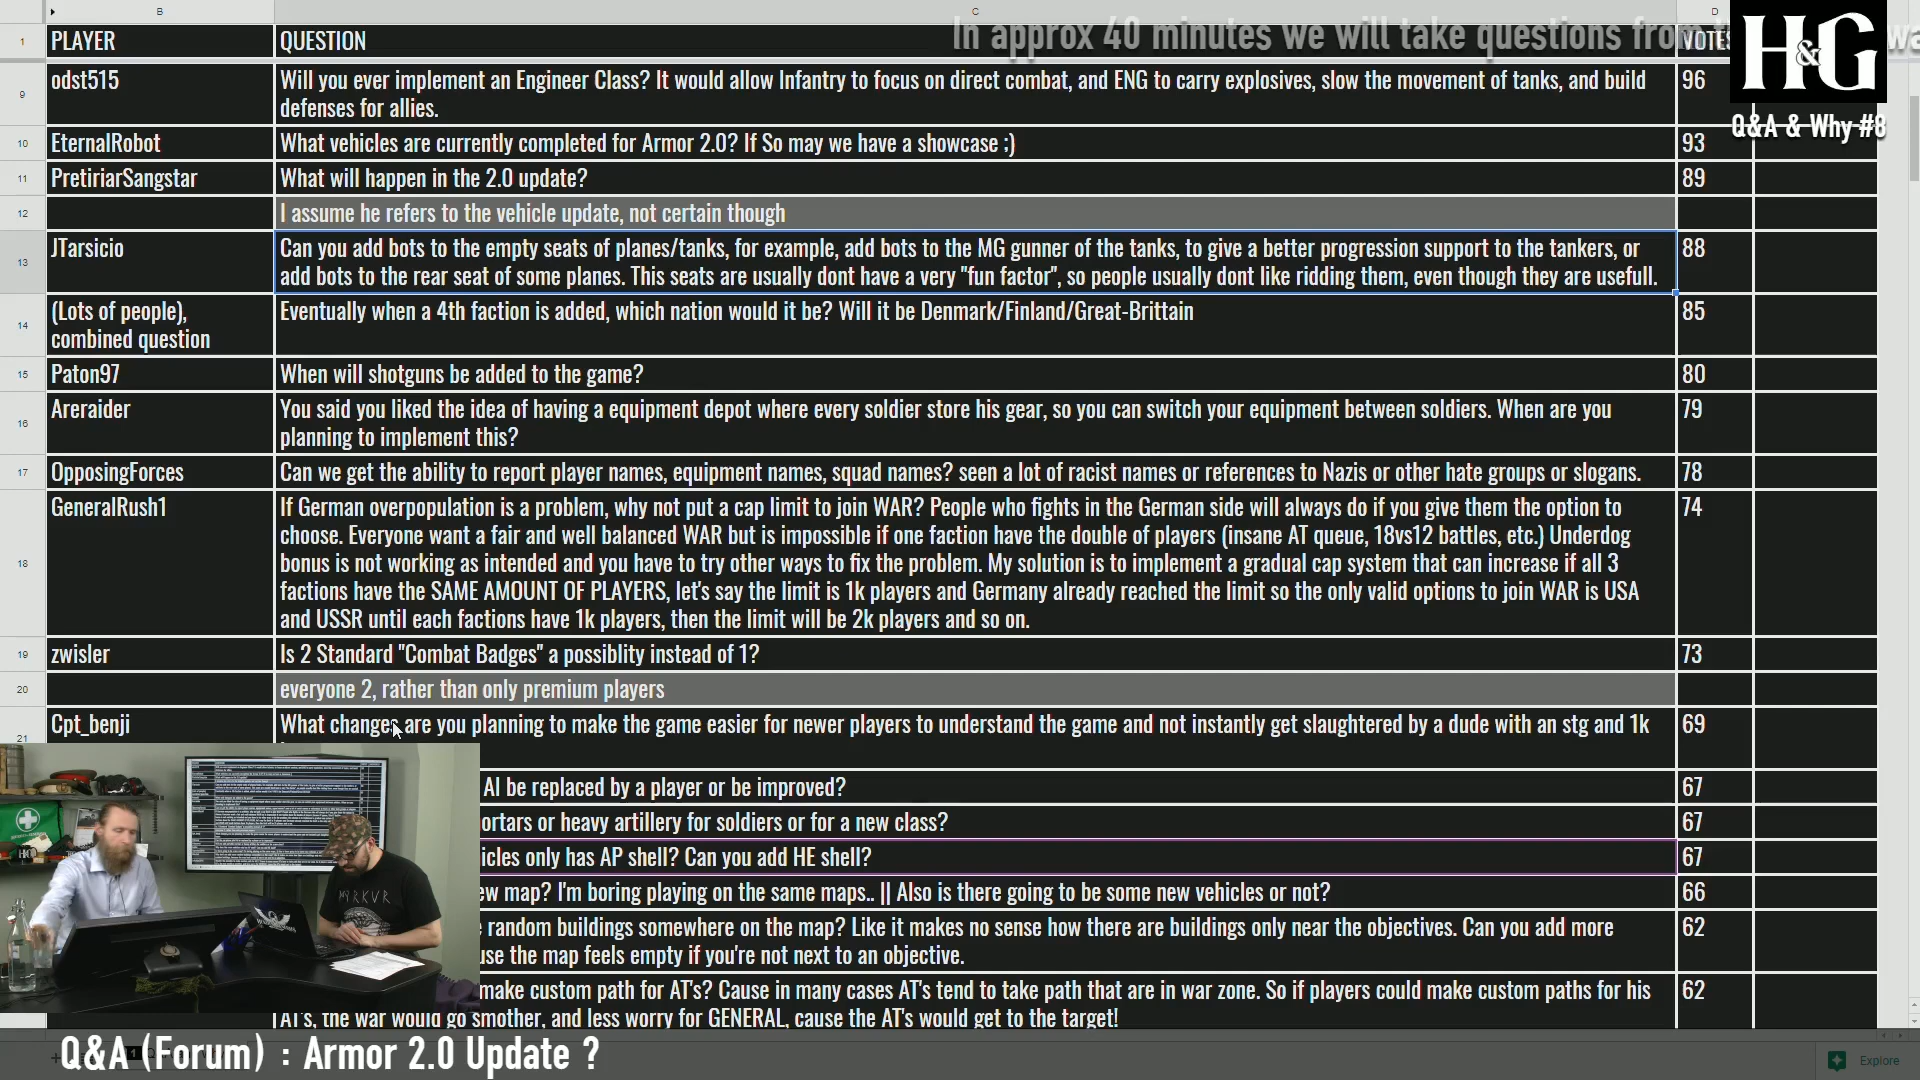 B
C
D
In approx 40 minutes we will take questions from
wa
1
PLAYER
QUESTION
VOTES
H&G
Q&A & Why #8
9
odst515
Will you ever implement an Engineer Class? It would allow Infantry to focus on direct combat, and ENG to carry explosives, slow the movement of tanks, and build
defenses for allies.
96
10
EternalRobot
What vehicles are currently completed for Armor 2.0? If So may we have a showcase ;)
93
11
PretiriarSangstar
What will happen in the 2.0 update?
89
12
I assume he refers to the vehicle update, not certain though
13
JTarsicio
Can you add bots to the empty seats of planes/tanks, for example, add bots to the MG gunner of the tanks, to give a better progression support to the tankers, or
add bots to the rear seat of some planes. This seats are usually dont have a very "fun factor", so people usually dont like ridding them, even though they are usefull.
88
14
(Lots of people),
combined question
Eventually when a 4th faction is added, which nation would it be? Will it be Denmark/Finland/Great-Brittain
85
15
Paton97
When will shotguns be added to the game?
80
16
Areraider
You said you liked the idea of having a equipment depot where every soldier store his gear, so you can switch your equipment between soldiers. When are you
planning to implement this?
79
17
OpposingForces
Can we get the ability to report player names, equipment names, squad names? seen a lot of racist names or references to Nazis or other hate groups or slogans.
78
18
GeneralRush1
If German overpopulation is a problem, why not put a cap limit to join WAR? People who fights in the German side will always do if you give them the option to
choose. Everyone want a fair and well balanced WAR but is impossible if one faction have the double of players (insane AT queue, 18vs12 battles, etc.) Underdog
bonus is not working as intended and you have to try other ways to fix the problem. My solution is to implement a gradual cap system that can increase if all 3
factions have the SAME AMOUNT OF PLAYERS, let's say the limit is 1k players and Germany already reached the limit so the only valid options to join WAR is USA
and USSR until each factions have 1k players, then the limit will be 2k players and so on.
74
19
zwisler
Is 2 Standard "Combat Badges" a possiblity instead of 1?
73
20
everyone 2, rather than only premium players
21
Cpt_benji
What changes are you planning to make the game easier for newer players to understand the game and not instantly get slaughtered by a dude with an stg and 1k
69
AI be replaced by a player or be improved?
67
ortars or heavy artillery for soldiers or for a new class?
67
icles only has AP shell? Can you add HE shell?
67
ew map? I'm boring playing on the same maps.. || Also is there going to be some new vehicles or not?
66
random buildings somewhere on the map? Like it makes no sense how there are buildings only near the objectives. Can you add more
use the map feels empty if you're not next to an objective.
62
make custom path for AT's? Cause in many cases AT's tend to take path that are in war zone. So if players could make custom paths for his
AT's, the war would go smother, and less worry for GENERAL, cause the AT's would get to the target!
62
MYRKVR
Q&A (Forum) : Armor 2.0 Update ?
Explore